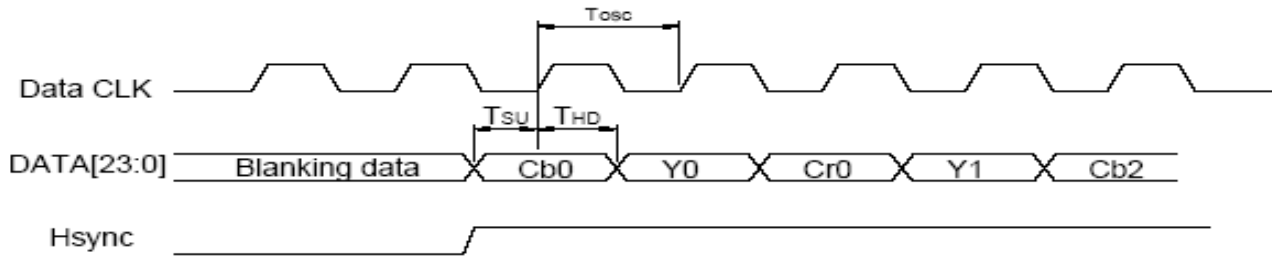 Tosc
Data CLK
TSU THD
DATA[23:0] Blanking data Cb0 Y0 Cr0 Y1 Cb2
Hsync